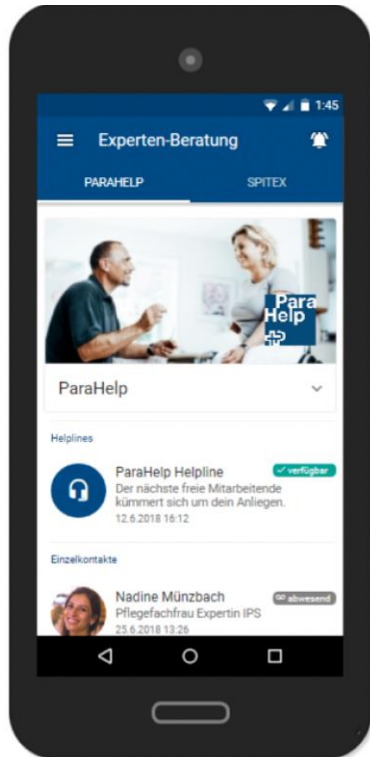 1:45
Experten-Beratung
PARAHELP SPITEX
Para
Help
ParaHelp
Helplines
ParaHelp Helpline verfügbar
Der nächste freie Mitarbeitende
kümmert sich um dein Anliegen.
12.6.2018 16:12
Einzelkontakte
Nadine Münzbach abwesend
Pflegefachfrau Expertin IPS
25.6.2018 13:26